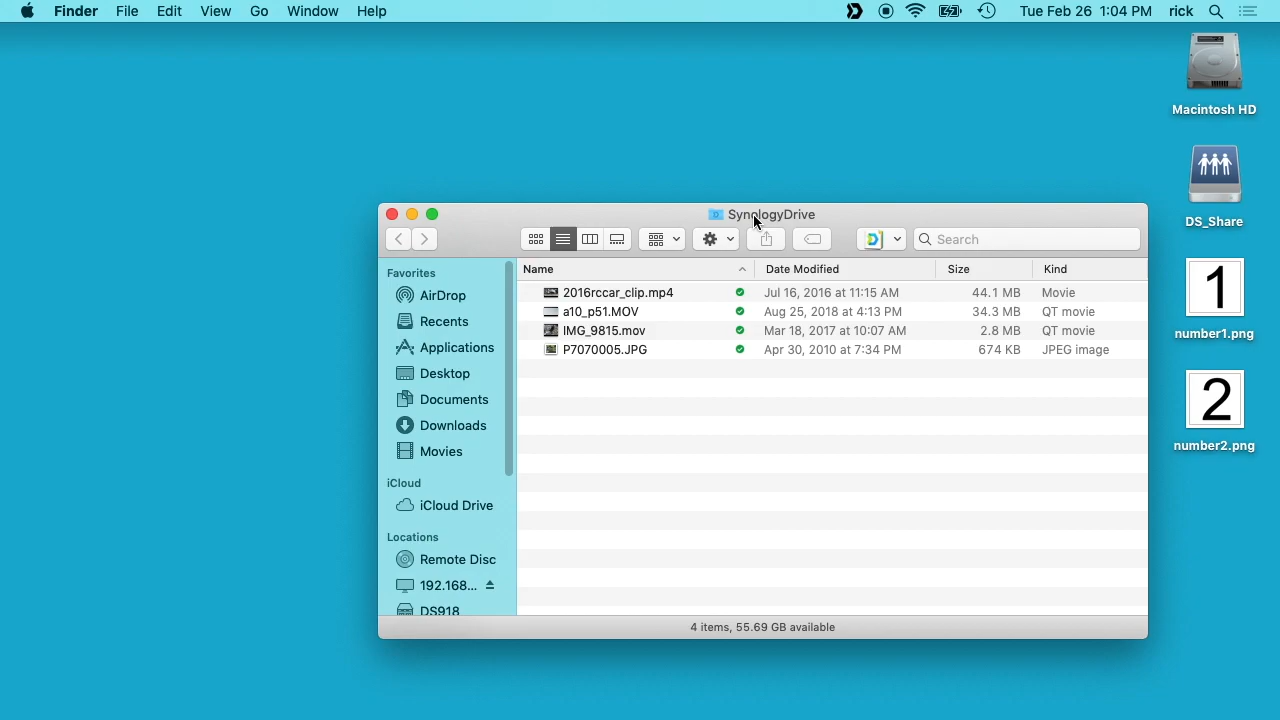 Finder File Edit View Go Window Help Tue Feb 26 1:04 PM rick
Macintosh HD
DS_Share
1
number1.png
2
number2.png
SynologyDrive
Search
Favorites
AirDrop
Recents
Applications
Desktop
Documents
Downloads
Movies
iCloud
iCloud Drive
Locations
Remote Disc
192.168...
DS918
Name Date Modified Size Kind
2016rccar_clip.mp4 Jul 16, 2016 at 11:15 AM 44.1 MB Movie
a10_p51.MOV Aug 25, 2018 at 4:13 PM 34.3 MB QT movie
IMG_9815.mov Mar 18, 2017 at 10:07 AM 2.8 MB QT movie
P7070005.JPG Apr 30, 2010 at 7:34 PM 674 KB JPEG image
4 items, 55.69 GB available